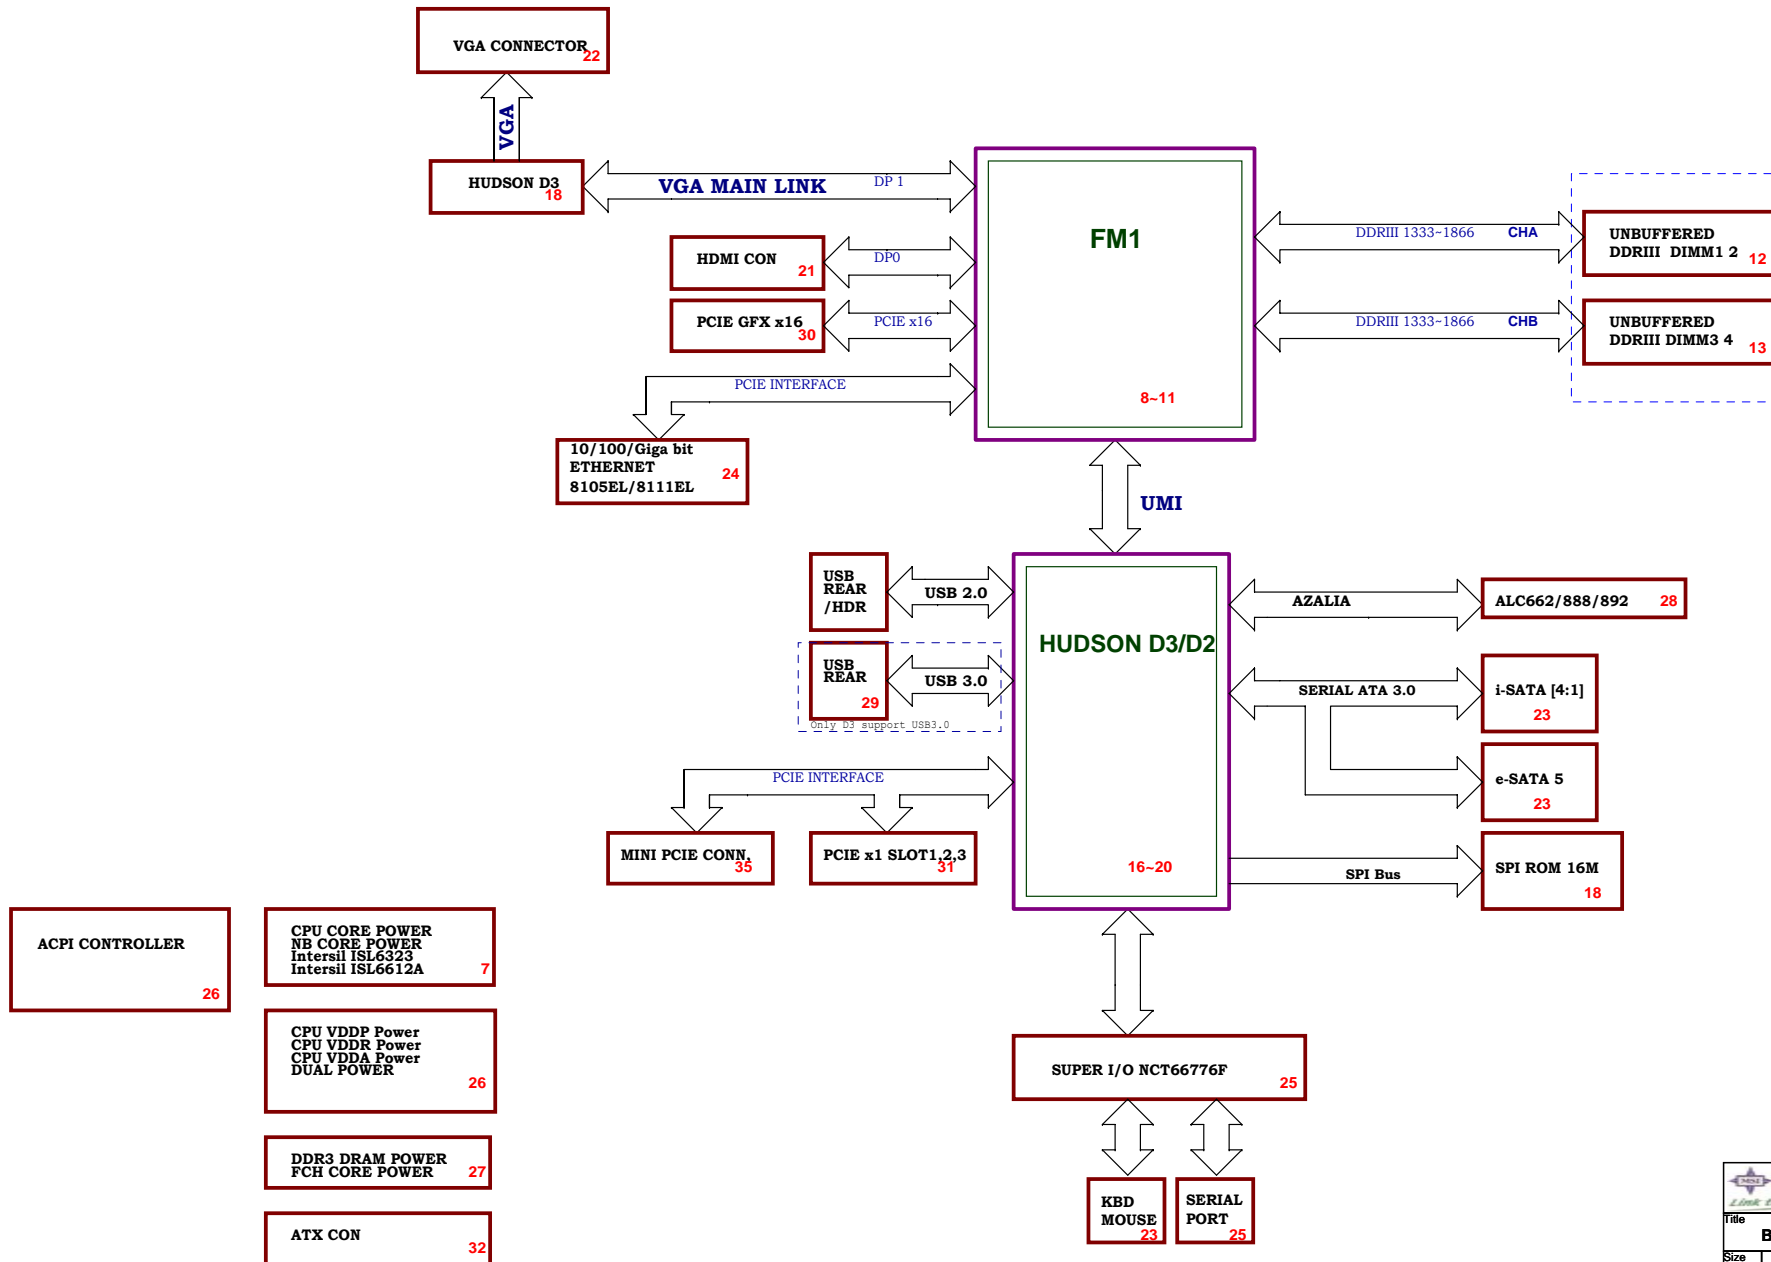 VGA CONNECTOR
22
VGA
HUDSON D3
18
VGA MAIN LINK
DP 1
HDMI CON
21
DP0
PCIE GFX x16
30
PCIE x16
PCIE INTERFACE
10/100/Giga bit
ETHERNET
8105EL/8111EL
24
FM1
8~11
DDRIII 1333~1866 CHA
UNBUFFERED
DDRIII DIMM1 2
12
DDRIII 1333~1866 CHB
UNBUFFERED
DDRIII DIMM3 4
13
UMI
USB
REAR
/HDR
USB 2.0
USB
REAR
29
USB 3.0
Only D3 support USB3.0
HUDSON D3/D2
16~20
AZALIA
ALC662/888/892
28
SERIAL ATA 3.0
i-SATA [4:1]
23
e-SATA 5
23
PCIE INTERFACE
MINI PCIE CONN,
35
PCIE x1 SLOT1,2,3
31
SPI Bus
SPI ROM 16M
18
ACPI CONTROLLER
26
CPU CORE POWER
NB CORE POWER
Intersil ISL6323
Intersil ISL6612A
7
CPU VDDP Power
CPU VDDR Power
CPU VDDA Power
DUAL POWER
26
DDR3 DRAM POWER
FCH CORE POWER
27
ATX CON
32
SUPER I/O NCT66776F
25
KBD
MOUSE
23
SERIAL
PORT
25
MSI
Title
B
Size